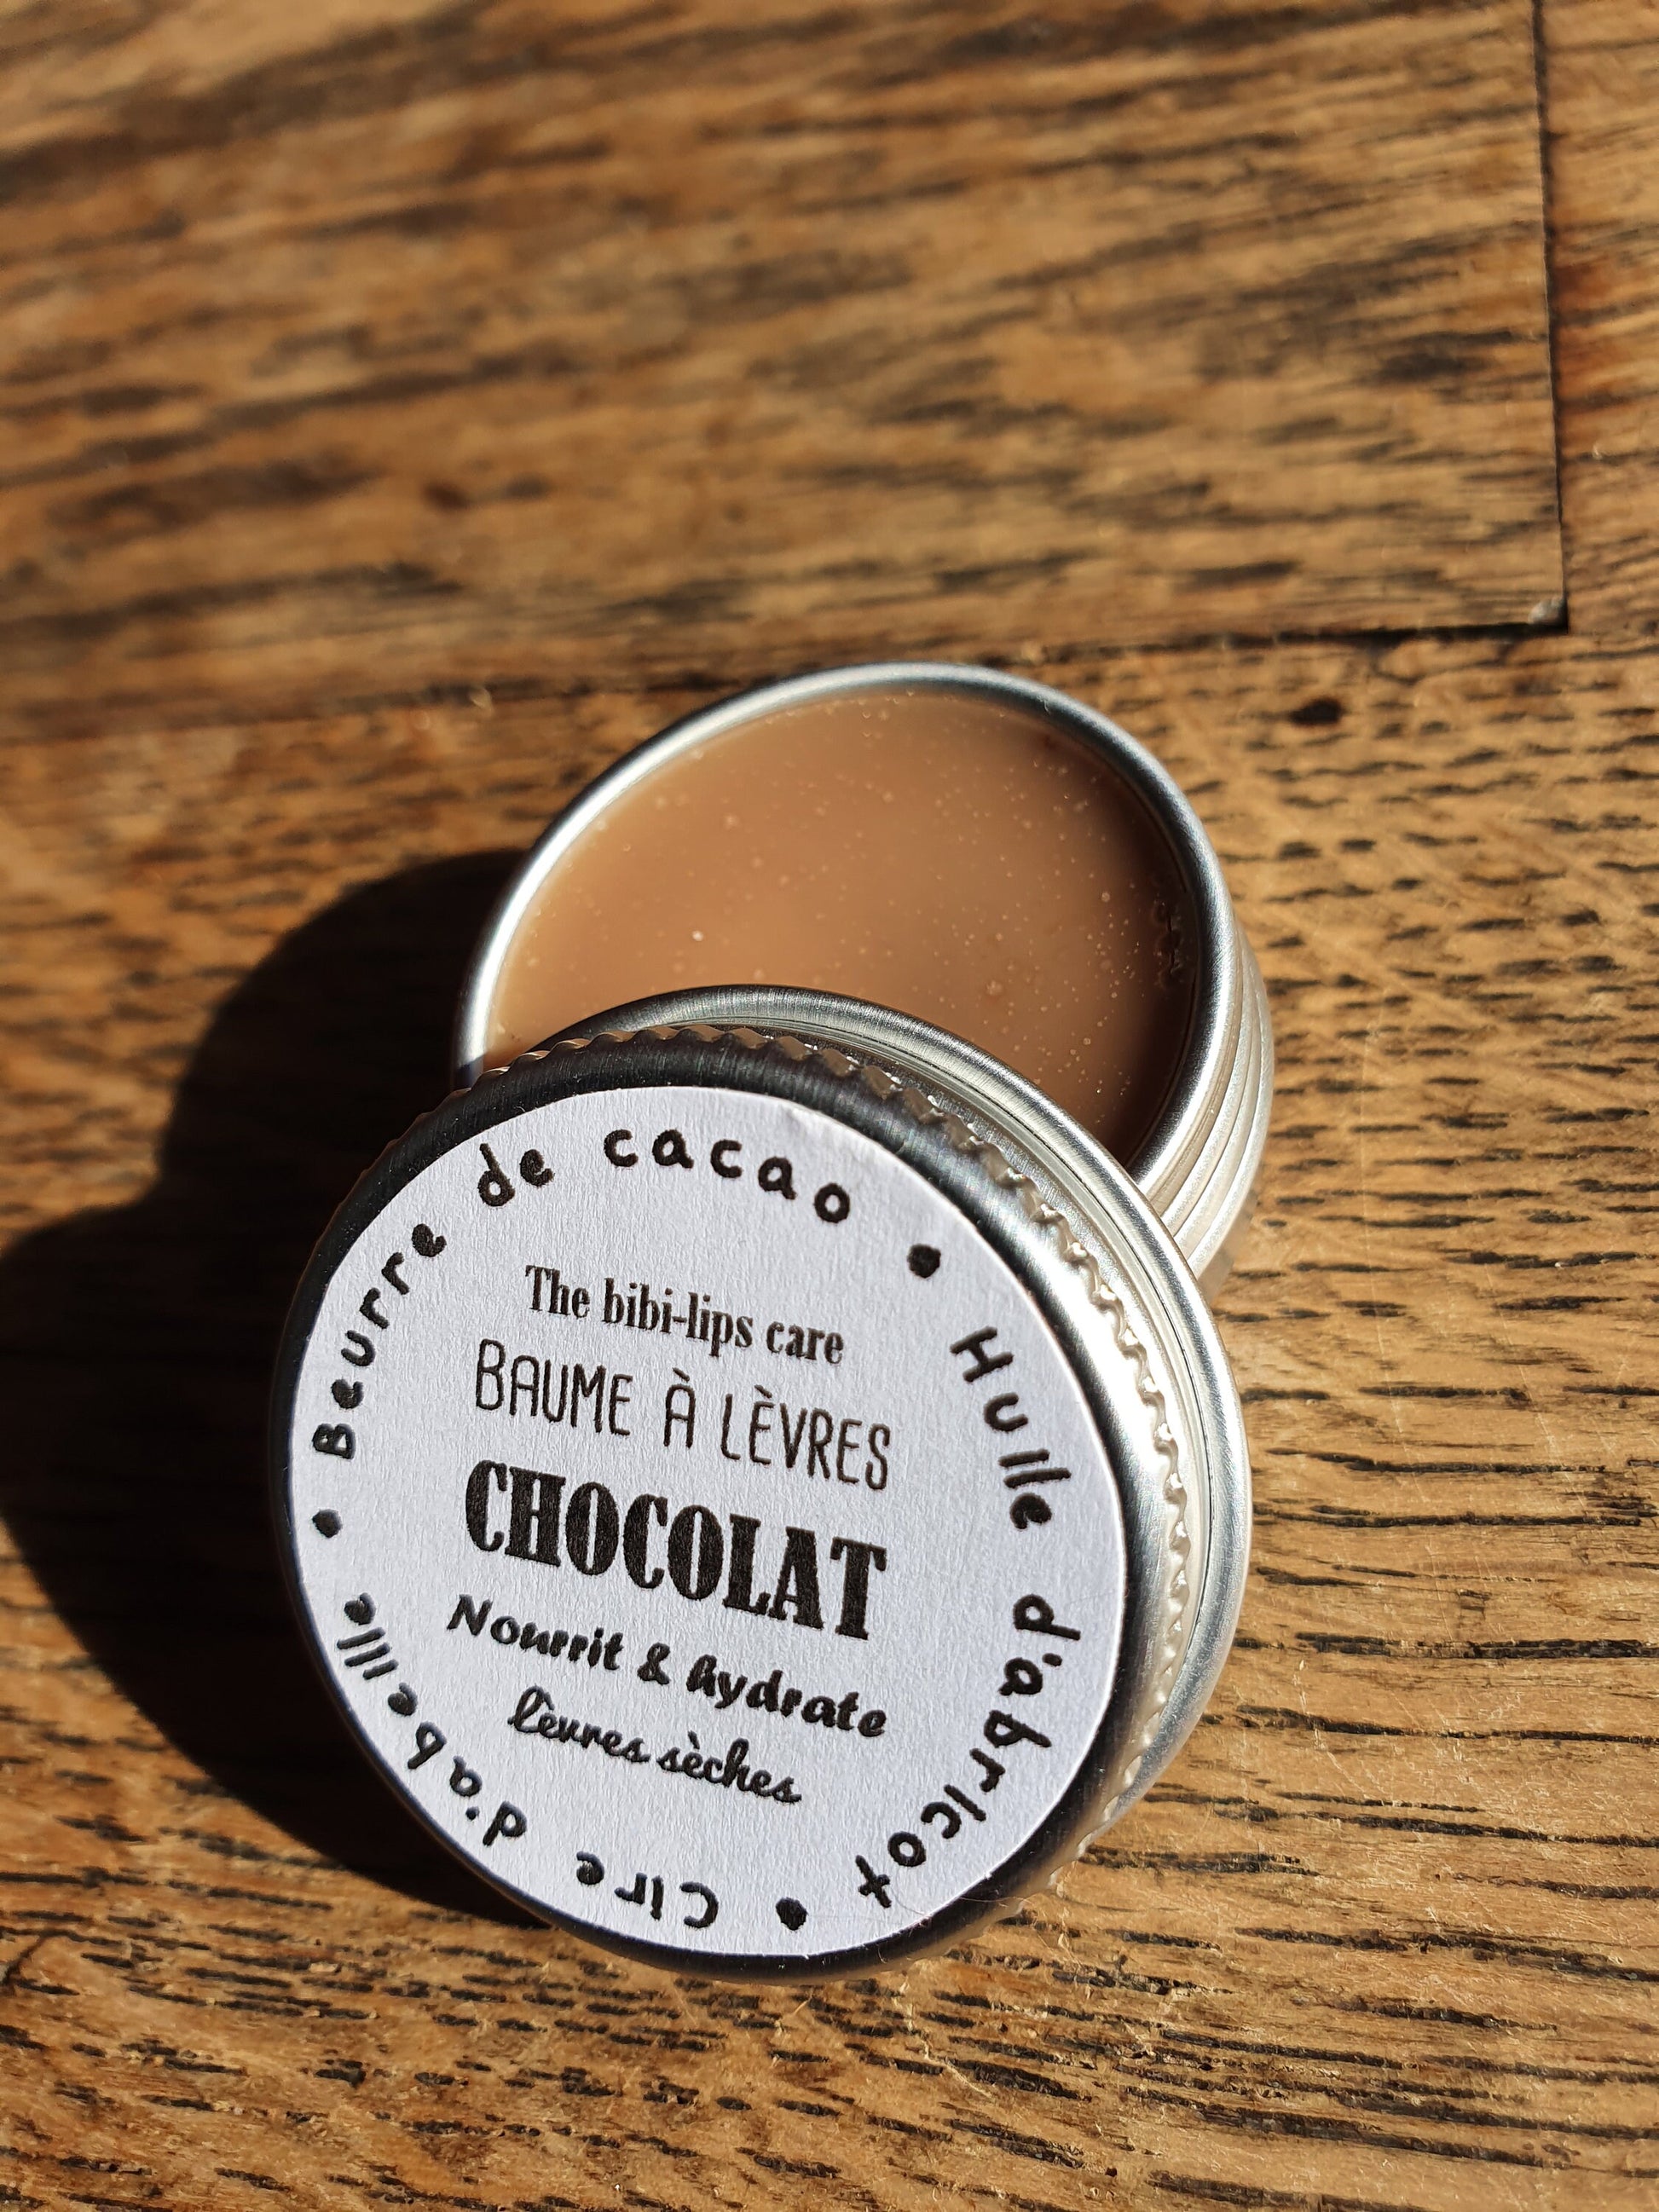 The bibi-lips care
BAUME À LÈVRES
CHOCOLAT
Nourrit & hydrate
lèvres sèches
• Beurre de cacao • Huile d'abricot • Cire d'abeille